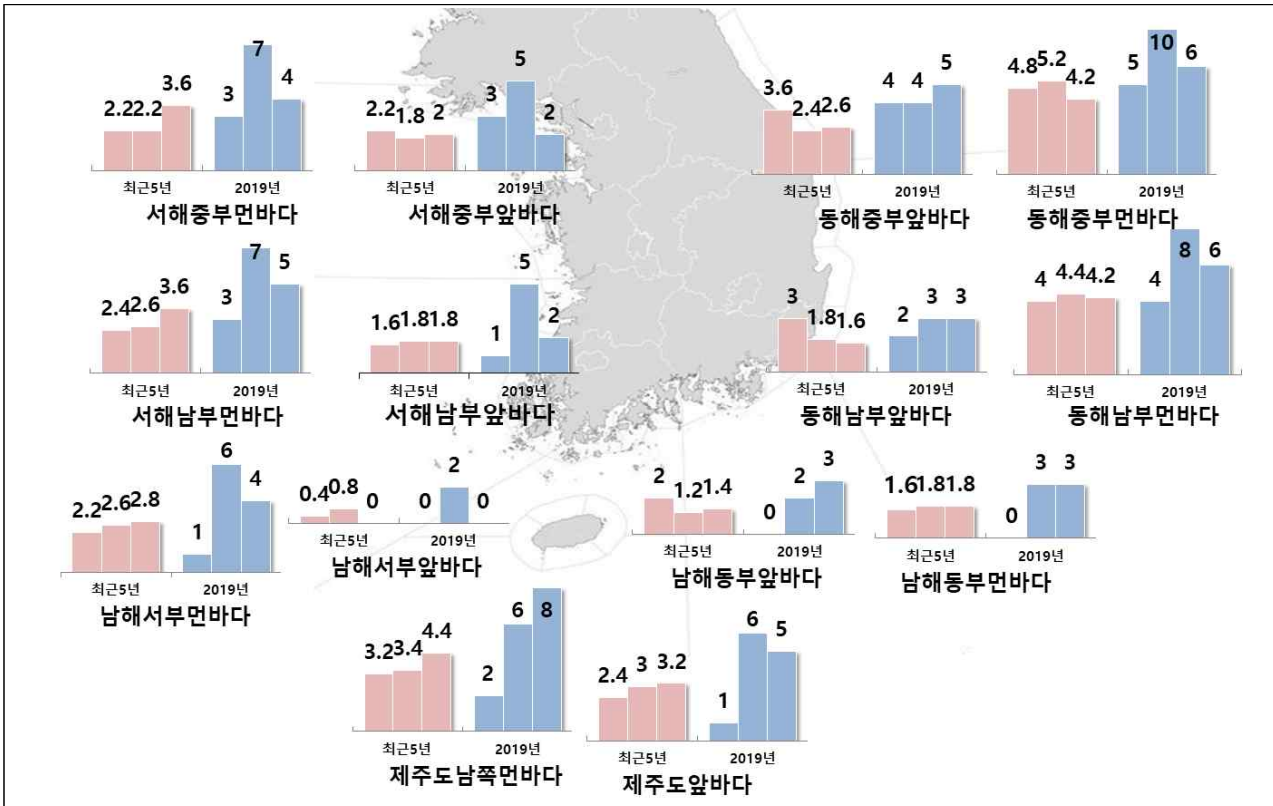 2.2 2.2 3.6 3 7 4
최근5년 2019년
서해중부먼바다
2.2 1.8 2 3 5 2
최근5년 2019년
서해중부앞바다
3.6 2.4 2.6 4 4 5
최근5년 2019년
동해중부앞바다
4.8 5.2 4.2 5 10 6
최근5년 2019년
동해중부먼바다
2.4 2.6 3.6 3 7 5
최근5년 2019년
서해남부먼바다
1.6 1.8 1.8 1 5 2
최근5년 2019년
서해남부앞바다
3 1.8 1.6 2 3 3
최근5년 2019년
동해남부앞바다
4 4.4 4.2 4 8 6
최근5년 2019년
동해남부먼바다
2.2 2.6 2.8 1 6 4
최근5년 2019년
남해서부먼바다
0.4 0.8 0 0 2 0
최근5년 2019년
남해서부앞바다
2 1.2 1.4 0 2 3
최근5년 2019년
남해동부앞바다
1.6 1.8 1.8 0 3 3
최근5년 2019년
남해동부먼바다
3.2 3.4 4.4 2 6 8
최근5년 2019년
제주도남쪽먼바다
2.4 3 3.2 1 6 5
최근5년 2019년
제주도앞바다